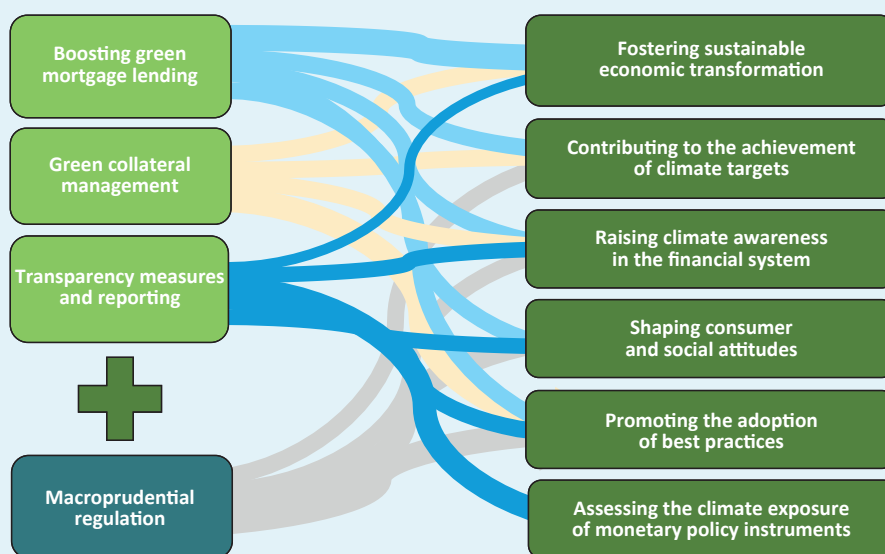 Boosting green
mortgage lending
Green collateral
management
Transparency measures
and reporting
Macroprudential
regulation
Fostering sustainable
economic transformation
Contributing to the achievement
of climate targets
Raising climate awareness
in the financial system
Shaping consumer
and social attitudes
Promoting the adoption
of best practices
Assessing the climate exposure
of monetary policy instruments